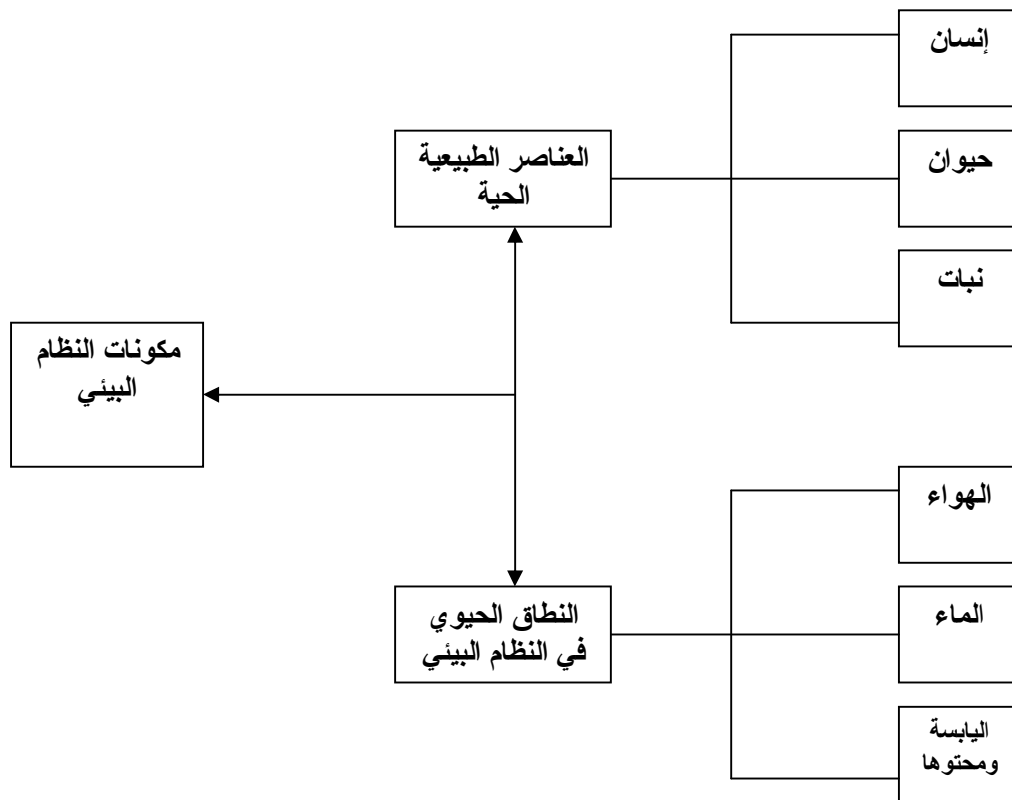 إنسان
العناصر الطبيعية
الحية
حيوان
نبات
مكونات النظام
البيئي
الهواء
النطاق الحيوي
في النظام البيئي
الماء
اليابسة
ومحتوها